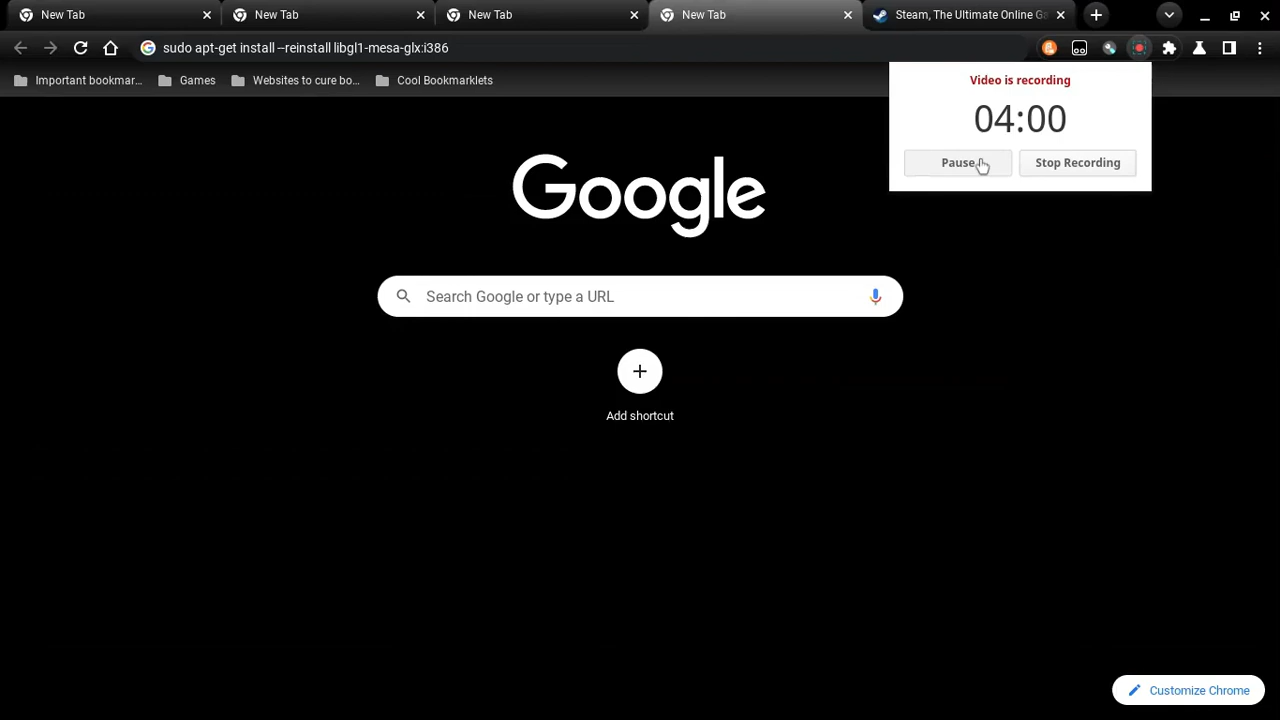 New Tab
New Tab
New Tab
New Tab
Steam, The Ultimate Online Ga
sudo apt-get install --reinstall libgl1-mesa-glx:i386
Important bookmar...
Games
Websites to cure bo...
Cool Bookmarklets
Video is recording
04:00
Pause
Stop Recording
Google
Search Google or type a URL
Add shortcut
Customize Chrome